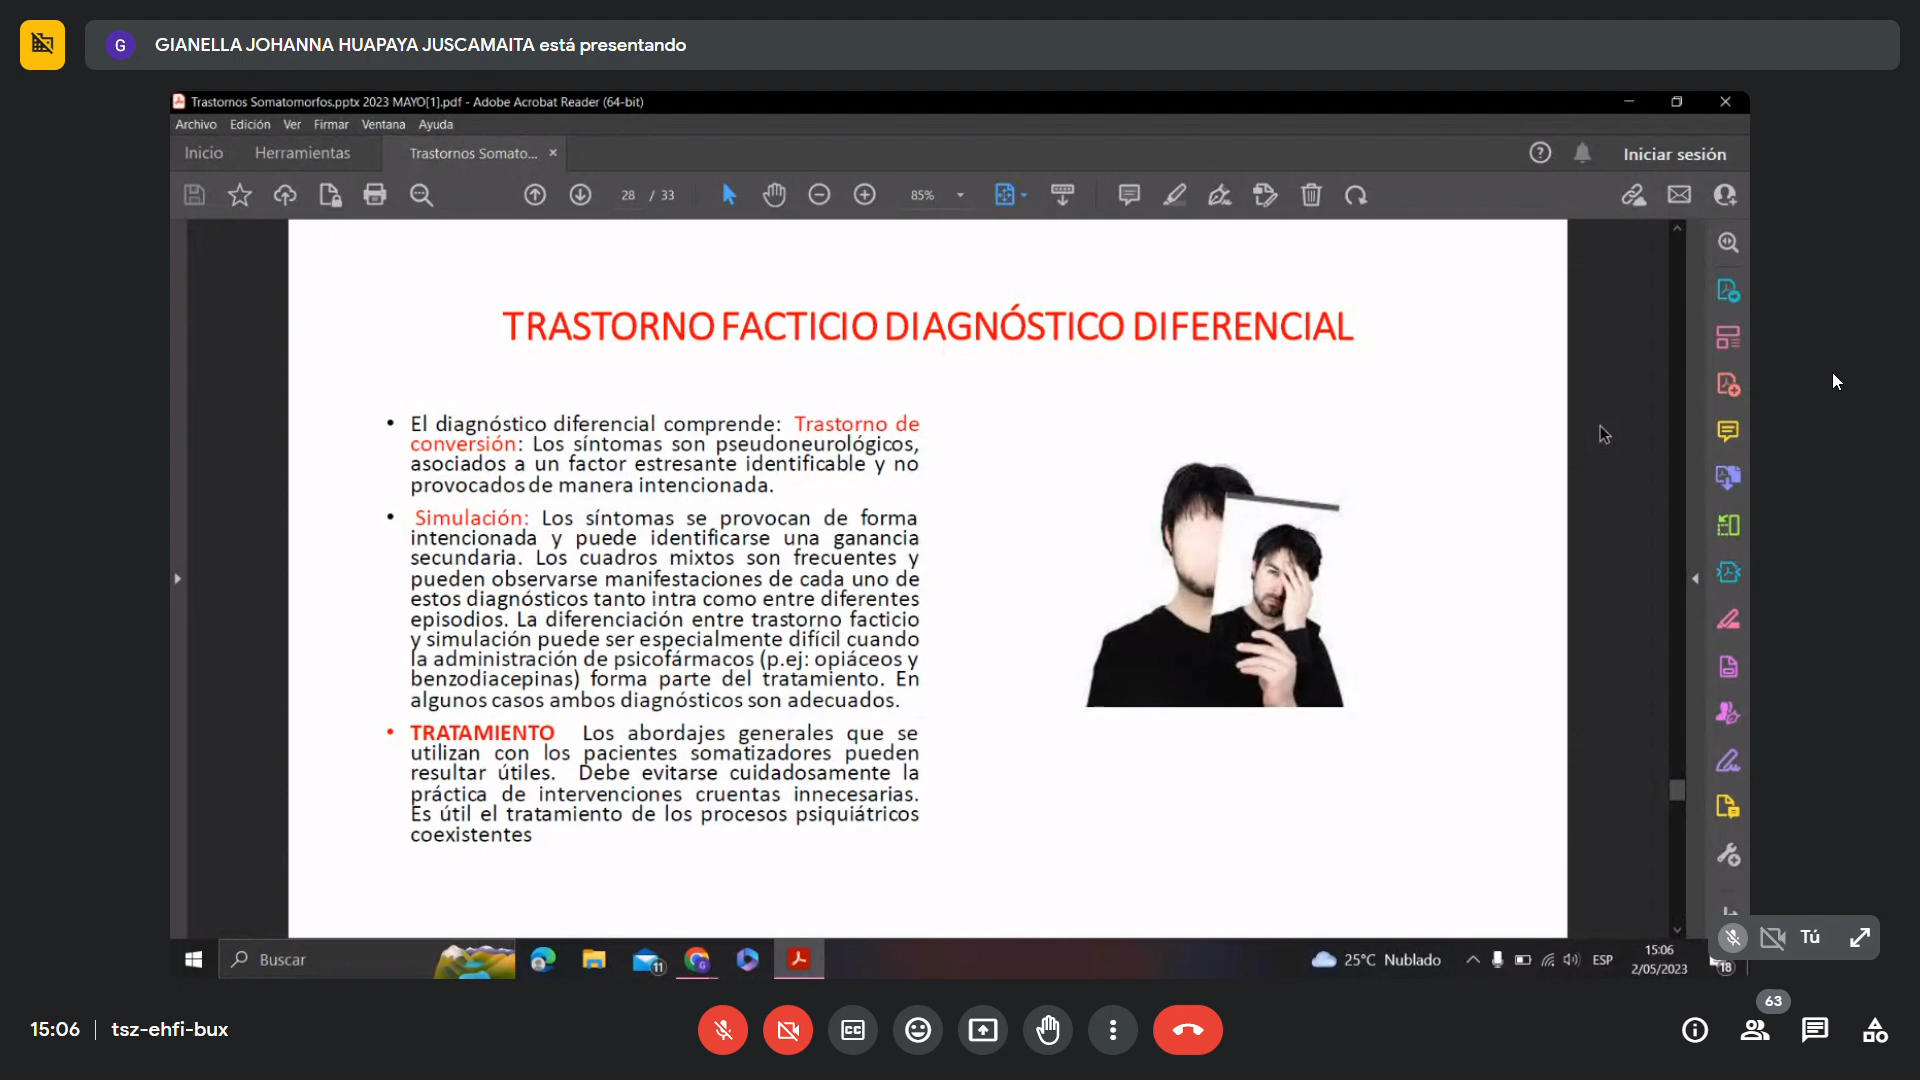 G GIANELLA JOHANNA HUAPAYA JUSCAMAITA está presentando
Trastornos Somatomorfos.pptx 2023 MAYO[1].pdf - Adobe Acrobat Reader (64-bit)
Archivo Edición Ver Firmar Ventana Ayuda
Inicio Herramientas Trastornos Somato... × Iniciar sesión
28 / 33 85%
TRASTORNO FACTICIO DIAGNÓSTICO DIFERENCIAL
• El diagnóstico diferencial comprende: Trastorno de
conversión: Los síntomas son pseudoneurológicos,
asociados a un factor estresante identificable y no
provocados de manera intencionada.
• Simulación: Los síntomas se provocan de forma
intencionada y puede identificarse una ganancia
secundaria. Los cuadros mixtos son frecuentes y
pueden observarse manifestaciones de cada uno de
estos diagnósticos tanto intra como entre diferentes
episodios. La diferenciación entre trastorno facticio
y simulación puede ser especialmente difícil cuando
la administración de psicofármacos (p.ej: opiáceos y
benzodiacepinas) forma parte del tratamiento. En
algunos casos ambos diagnósticos son adecuados.
• TRATAMIENTO Los abordajes generales que se
utilizan con los pacientes somatizadores pueden
resultar útiles. Debe evitarse cuidadosamente la
práctica de intervenciones cruentas innecesarias.
Es útil el tratamiento de los procesos psiquiátricos
coexistentes
Tú
Buscar 11 G 25°C Nublado ESP 15:06
2/05/2023 18
63
15:06 | tsz-ehfi-bux CC